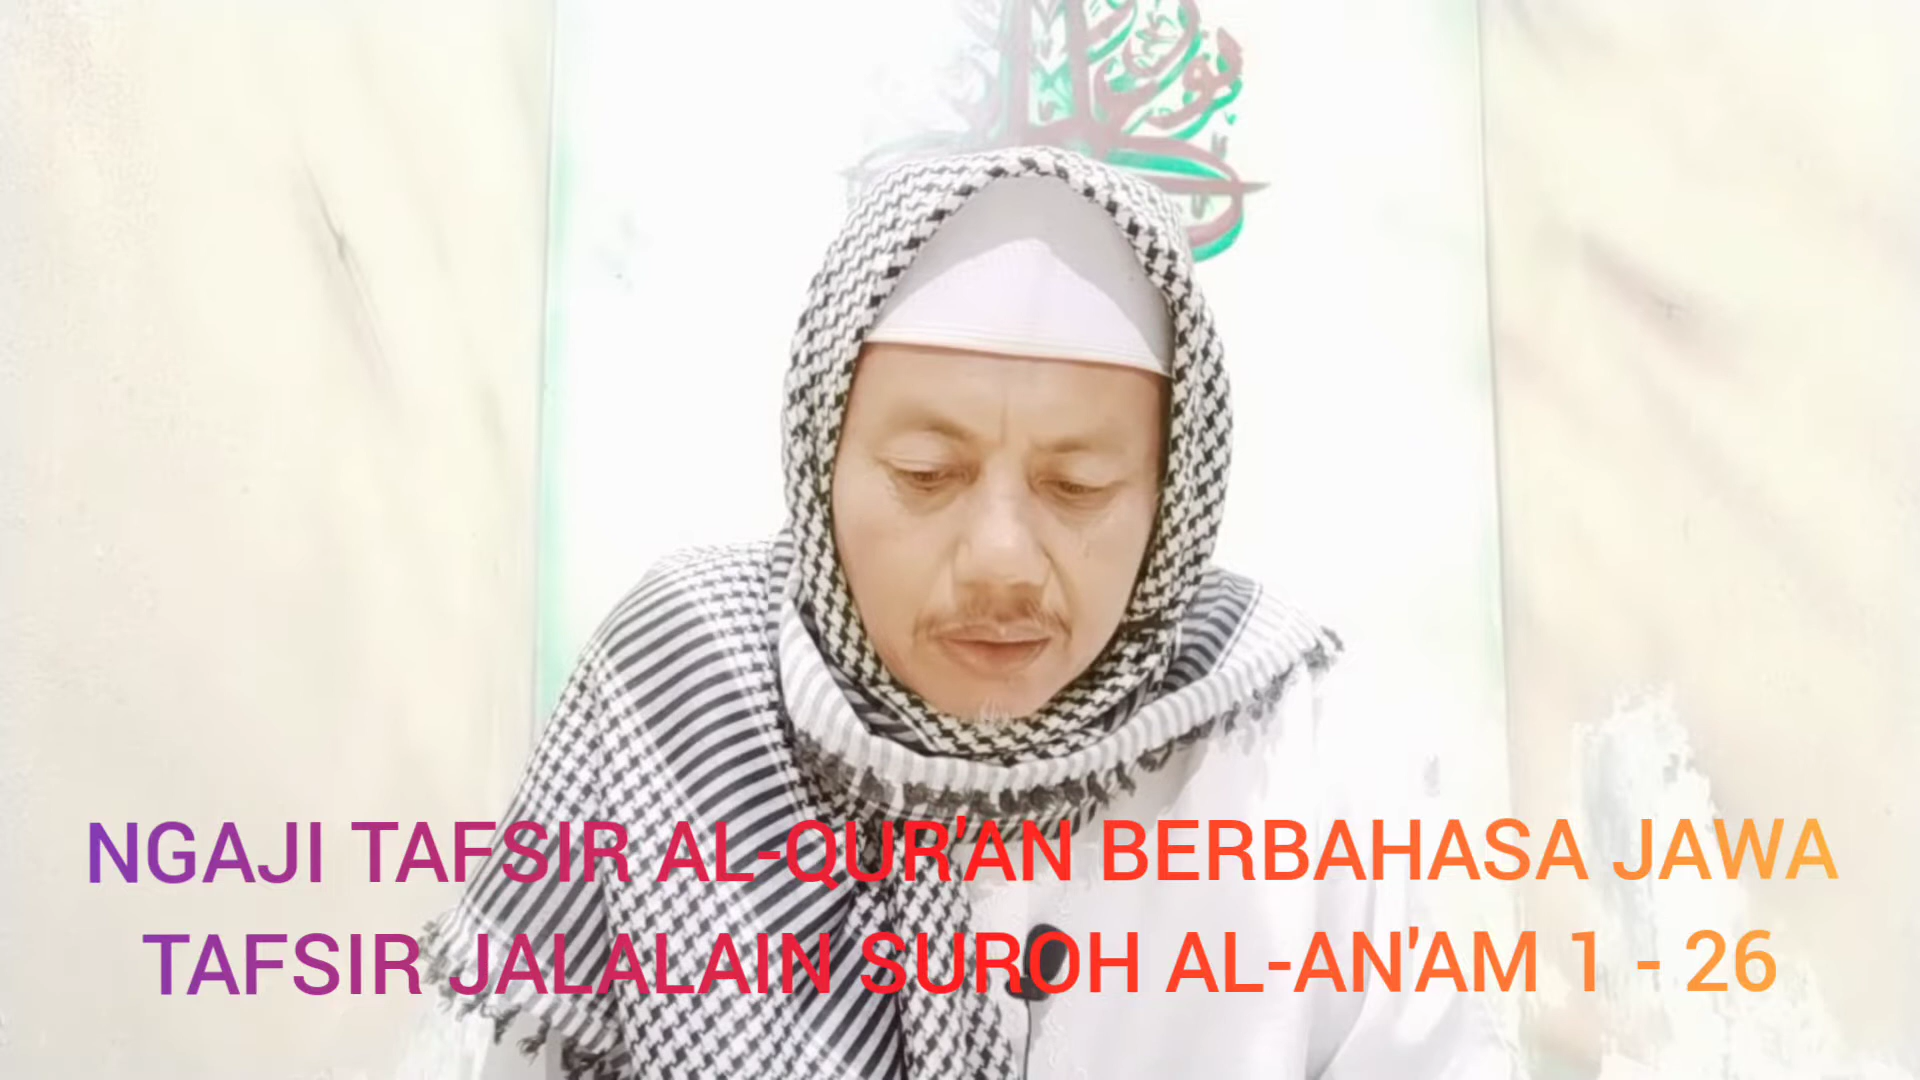 NGAJI TAFSIR AL-QUR'AN BERBAHASA JAWA
TAFSIR JALALAIN SUROH AL-AN'AM 1 - 26